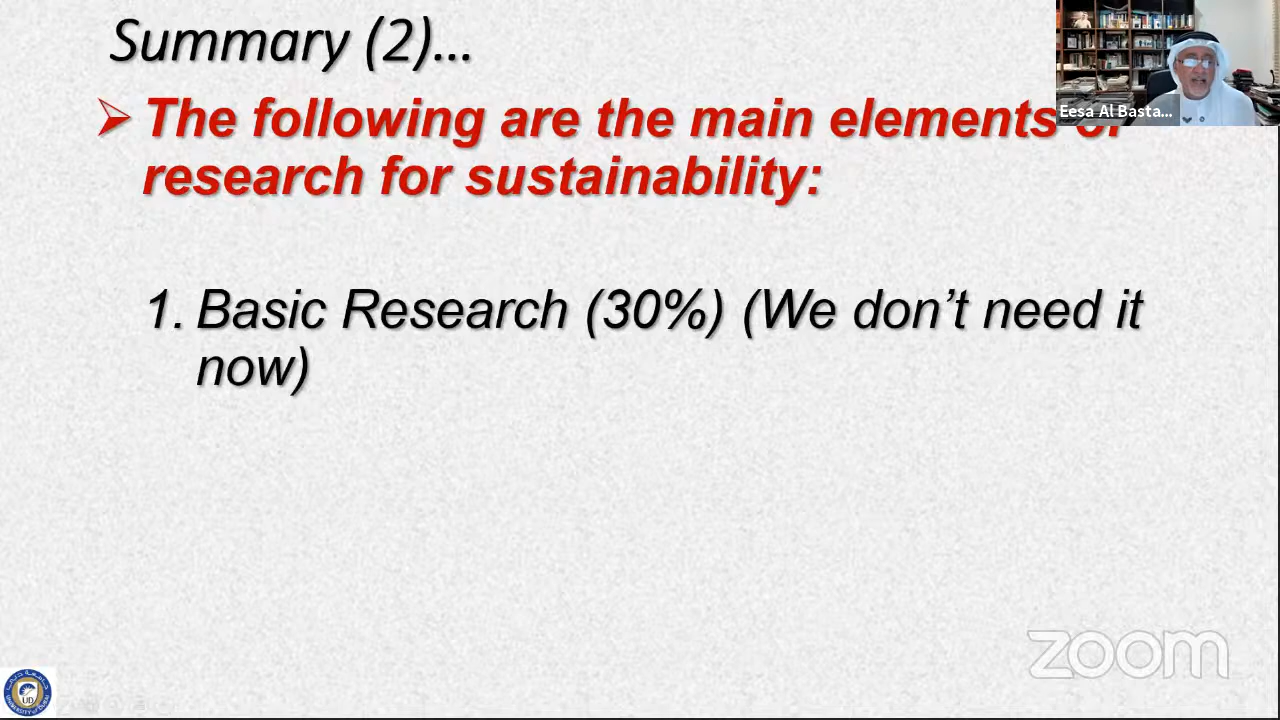 Summary (2)...
➢ The following are the main elements of
research for sustainability:
1. Basic Research (30%) (We don’t need it
now)
Eesa Al Basta...
zoom
UD